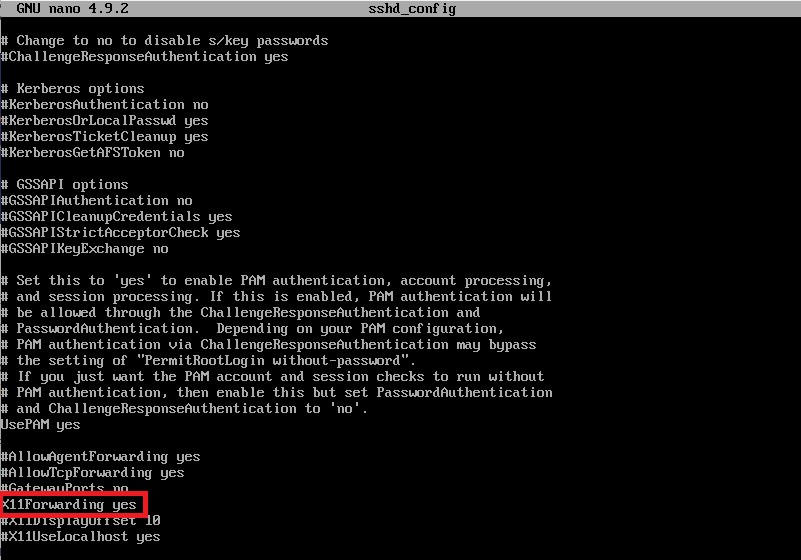 GNU nano 4.9.2 sshd_config
# Change to no to disable s/key passwords
#ChallengeResponseAuthentication yes
# Kerberos options
#KerberosAuthentication no
#KerberosOrLocalPasswd yes
#KerberosTicketCleanup yes
#KerberosGetAFSToken no
# GSSAPI options
#GSSAPIAuthentication no
#GSSAPICleanupCredentials yes
#GSSAPIStrictAcceptorCheck yes
#GSSAPIKeyExchange no
# Set this to 'yes' to enable PAM authentication, account processing,
# and session processing. If this is enabled, PAM authentication will
# be allowed through the ChallengeResponseAuthentication and
# PasswordAuthentication.  Depending on your PAM configuration,
# PAM authentication via ChallengeResponseAuthentication may bypass
# the setting of "PermitRootLogin without-password".
# If you just want the PAM account and session checks to run without
# PAM authentication, then enable this but set PasswordAuthentication
# and ChallengeResponseAuthentication to 'no'.
UsePAM yes
#AllowAgentForwarding yes
#AllowTcpForwarding yes
#GatewayPorts no
X11Forwarding yes
#X11DisplayOffset 10
#X11UseLocalhost yes